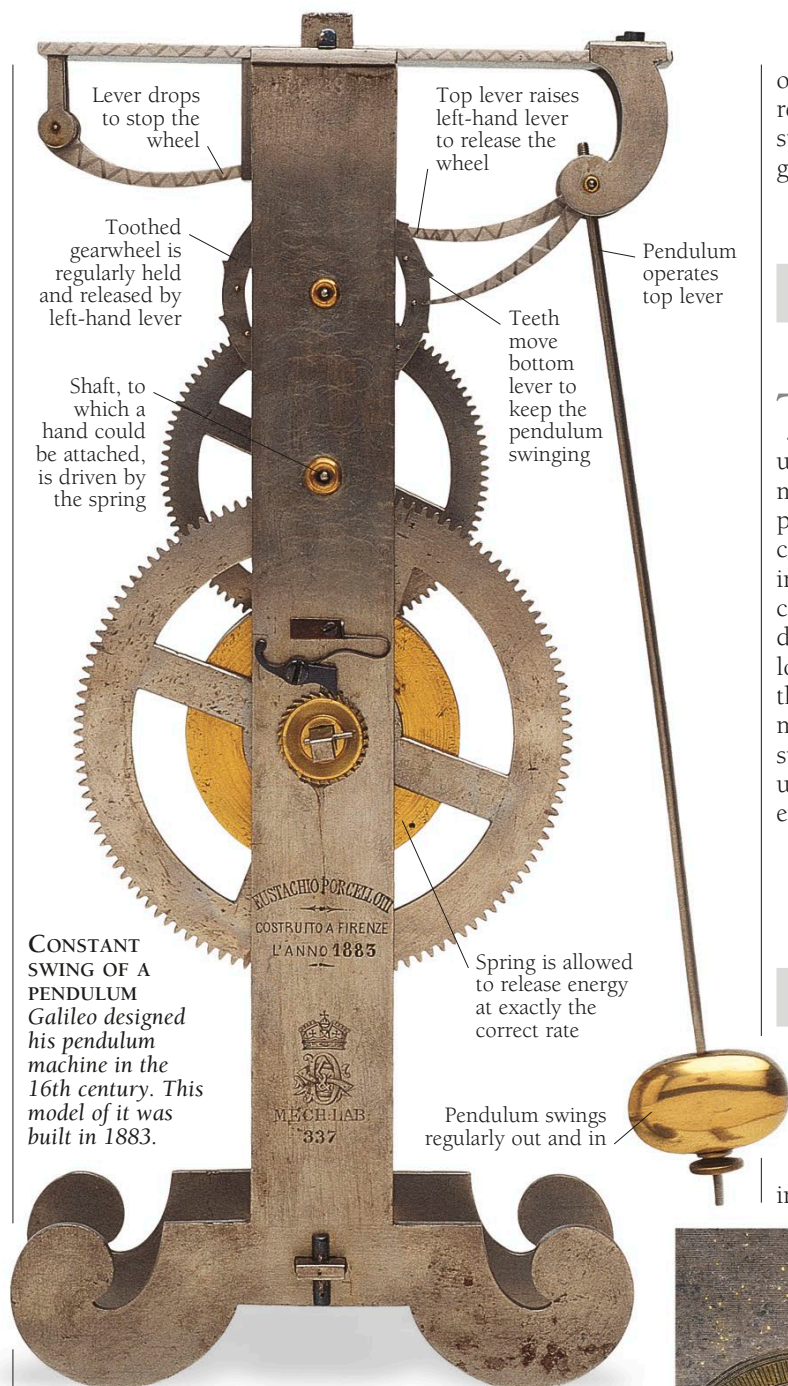 Lever drops
to stop the
wheel
Top lever raises
left-hand lever
to release the
wheel
Toothed
gearwheel is
regularly held
and released by
left-hand lever
Pendulum
operates
top lever
Teeth
move
bottom
lever to
keep the
pendulum
swinging
Shaft, to
which a
hand could
be attached,
is driven by
the spring
EUSTACHIO PORCELLOTTI
COSTRUITO A FIRENZE
L'ANNO 1883
CONSTANT
SWING OF A
PENDULUM
Galileo designed
his pendulum
machine in the
16th century. This
model of it was
built in 1883.
Spring is allowed
to release energy
at exactly the
correct rate
MECH: LAB.
337
Pendulum swings
regularly out and in